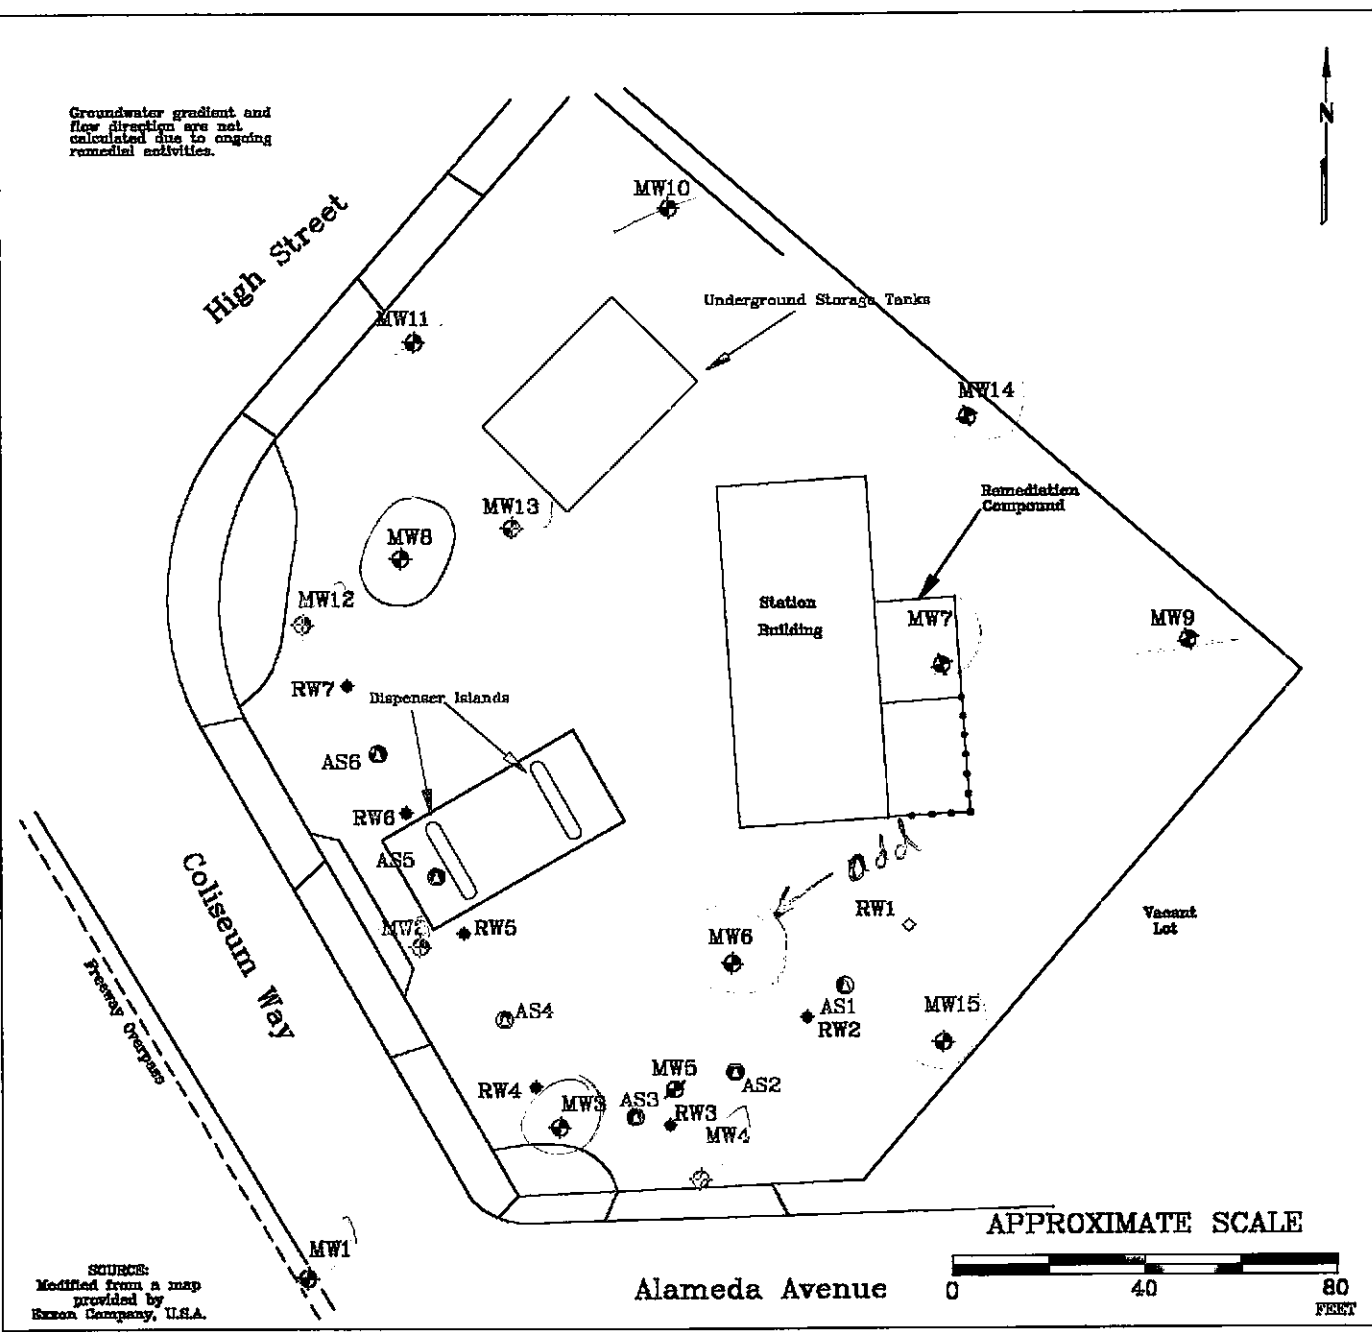 Groundwater gradient and
flow direction are not
calculated due to ongoing
remedial activities.
N
High Street
MW10
Underground Storage Tanks
MW11
MW14
Remediation
Compound
MW13
MW8
Station
Building
MW12
MW7
MW9
RW7
Dispenser Islands
AS6
RW6
AS5
add
RW1
Vacant
Lot
MW2
RW5
MW6
Coliseum Way
Freeway Overpass
AS4
AS1
RW2
MW15
MW5
AS2
RW4
MW3
AS3
RW3
MW4
MW1
APPROXIMATE SCALE
0 40 80
FEET
Alameda Avenue
SOURCE:
Modified from a map
provided by
Exxon Company, U.S.A.